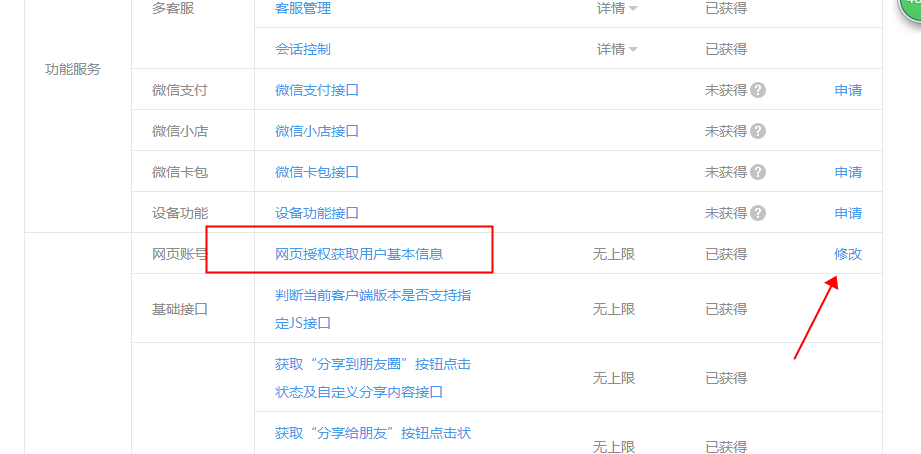 多客服 客服管理 详情 已获得
会话控制 详情 已获得
功能服务
微信支付 微信支付接口 未获得 ? 申请
微信小店 微信小店接口 未获得 ?
微信卡包 微信卡包接口 未获得 ? 申请
设备功能 设备功能接口 未获得 ? 申请
网页账号 网页授权获取用户基本信息 无上限 已获得 修改
判断当前客户端版本是否支持指
基础接口 无上限 已获得
定JS接口
获取“分享到朋友圈”按钮点击
无上限 已获得
状态及自定义分享内容接口
获取“分享给朋友”按钮点击状
无上限 已获得